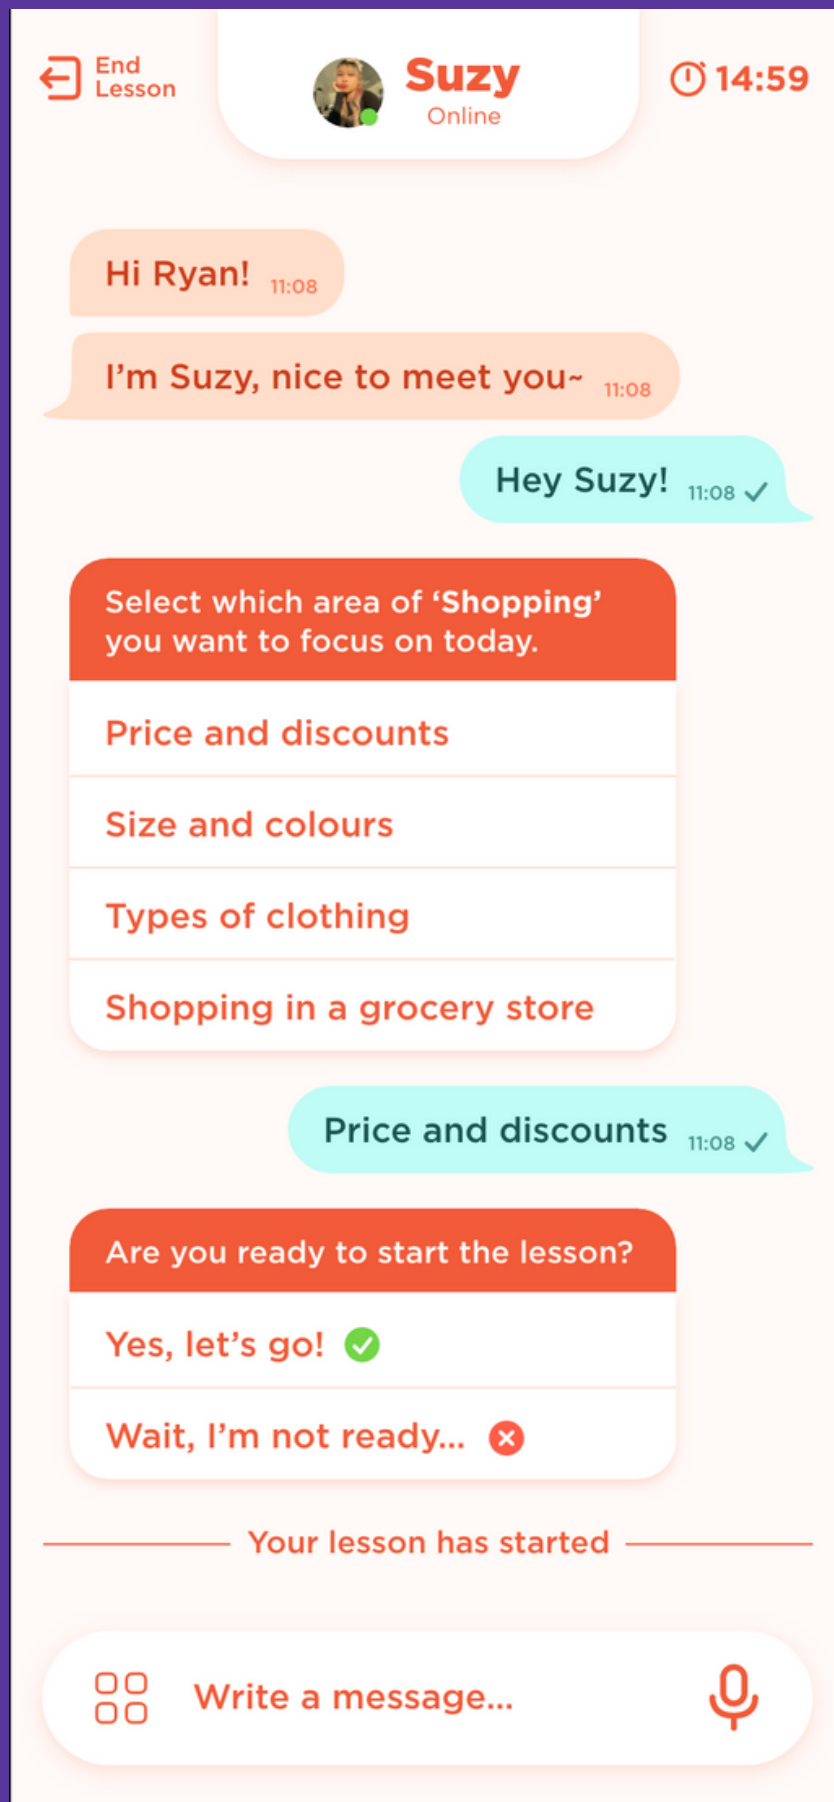 End
Lesson
Suzy
Online
14:59
Hi Ryan! 11:08
I'm Suzy, nice to meet you~ 11:08
Hey Suzy! 11:08
Select which area of ‘Shopping’
you want to focus on today.
Price and discounts
Size and colours
Types of clothing
Shopping in a grocery store
Price and discounts 11:08
Are you ready to start the lesson?
Yes, let’s go!
Wait, I’m not ready...
Your lesson has started
Write a message...